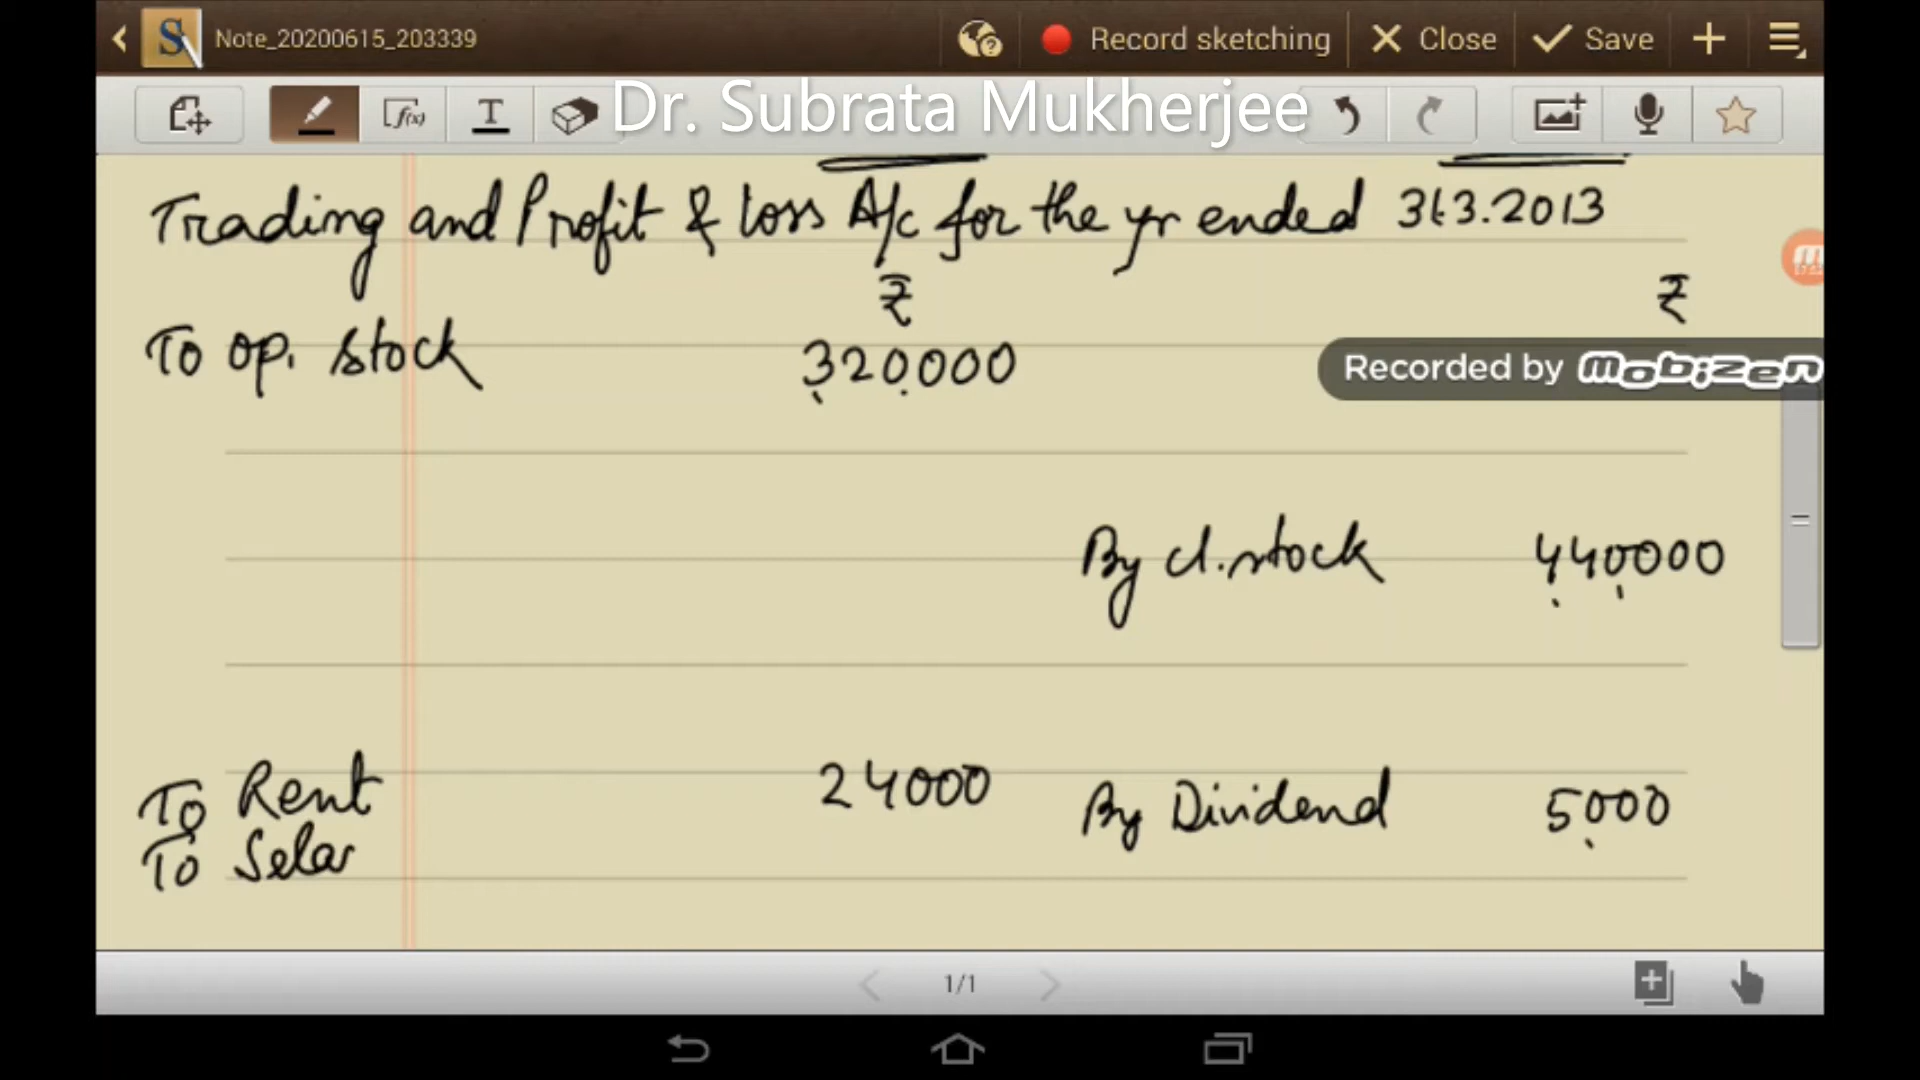 Note_20200615_203339
Record sketching
Close
Save
Dr. Subrata Mukherjee
Trading and Profit & loss A/c for the yr ended 31.3.2013
₹ ₹
To op. stock 320000
Recorded by mobizen
By cl. stock 440000
To Rent 24000 By Dividend 5000
To Selar
1/1